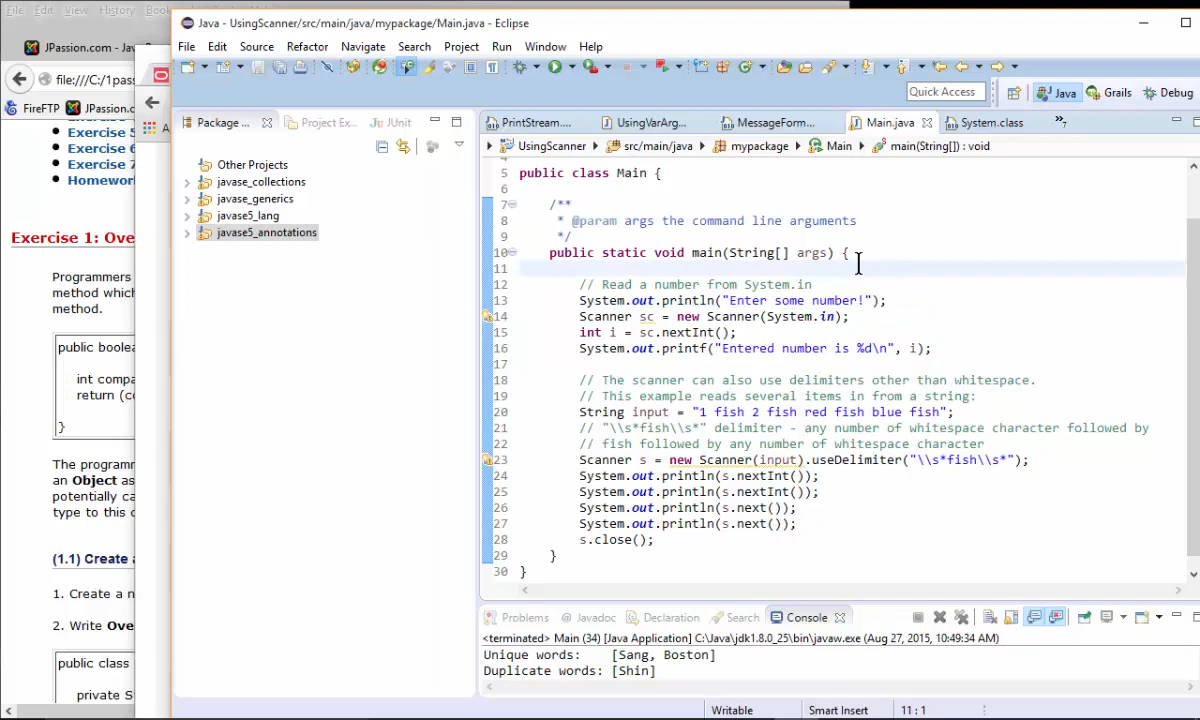 File Edit View History Book
JPassion.com - Jav
file:///C:/1pass
FireFTP JPassion.c
A
Exercise 5
Exercise 6
Exercise 7
Homewor
Exercise 1: Ove
Programmers
method which
method.
public boolea
int compa
return (co
}
The programm
an Object as
potentially ca
type to this o
(1.1) Create a
1. Create a n
2. Write Ove
public class
private S
Java - UsingScanner/src/main/java/mypackage/Main.java - Eclipse
File Edit Source Refactor Navigate Search Project Run Window Help
Quick Access Java Grails Debug
Package ... Project Ex... JUnit
Other Projects
javase_collections
javase_generics
javase5_lang
javase5_annotations
PrintStream.... UsingVarArg... MessageForm... Main.java System.class 7
UsingScanner src/main/java mypackage Main main(String[]) : void
5 public class Main {
6
7 /**
8 * @param args the command line arguments
9 */
10 public static void main(String[] args) {
11
12 // Read a number from System.in
13 System.out.println("Enter some number!");
14 Scanner sc = new Scanner(System.in);
15 int i = sc.nextInt();
16 System.out.printf("Entered number is %d\n", i);
17
18 // The scanner can also use delimiters other than whitespace.
19 // This example reads several items in from a string:
20 String input = "1 fish 2 fish red fish blue fish";
21 // "\\s*fish\\s*" delimiter - any number of whitespace character followed by
22 // fish followed by any number of whitespace character
23 Scanner s = new Scanner(input).useDelimiter("\\s*fish\\s*");
24 System.out.println(s.nextInt());
25 System.out.println(s.nextInt());
26 System.out.println(s.next());
27 System.out.println(s.next());
28 s.close();
29 }
30 }
Problems @ Javadoc Declaration Search Console
<terminated> Main (34) [Java Application] C:\Java\jdk1.8.0_25\bin\javaw.exe (Aug 27, 2015, 10:49:34 AM)
Unique words: [Sang, Boston]
Duplicate words: [Shin]
Writable Smart Insert 11 : 1